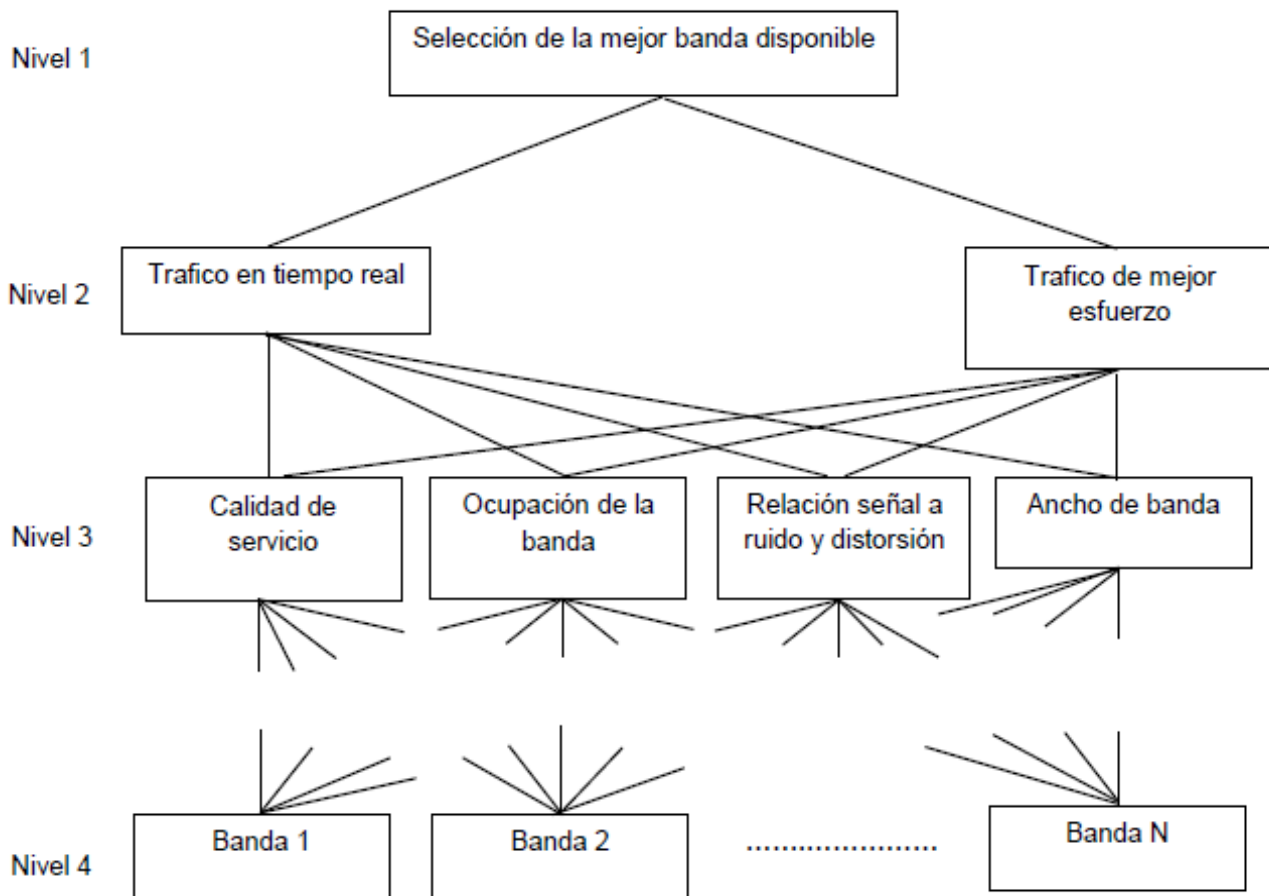 Nivel 1
Selección de la mejor banda disponible
Nivel 2
Trafico en tiempo real
Trafico de mejor
esfuerzo
Nivel 3
Calidad de
servicio
Ocupación de la
banda
Relación señal a
ruido y distorsión
Ancho de banda
Nivel 4
Banda 1
Banda 2
......................
Banda N